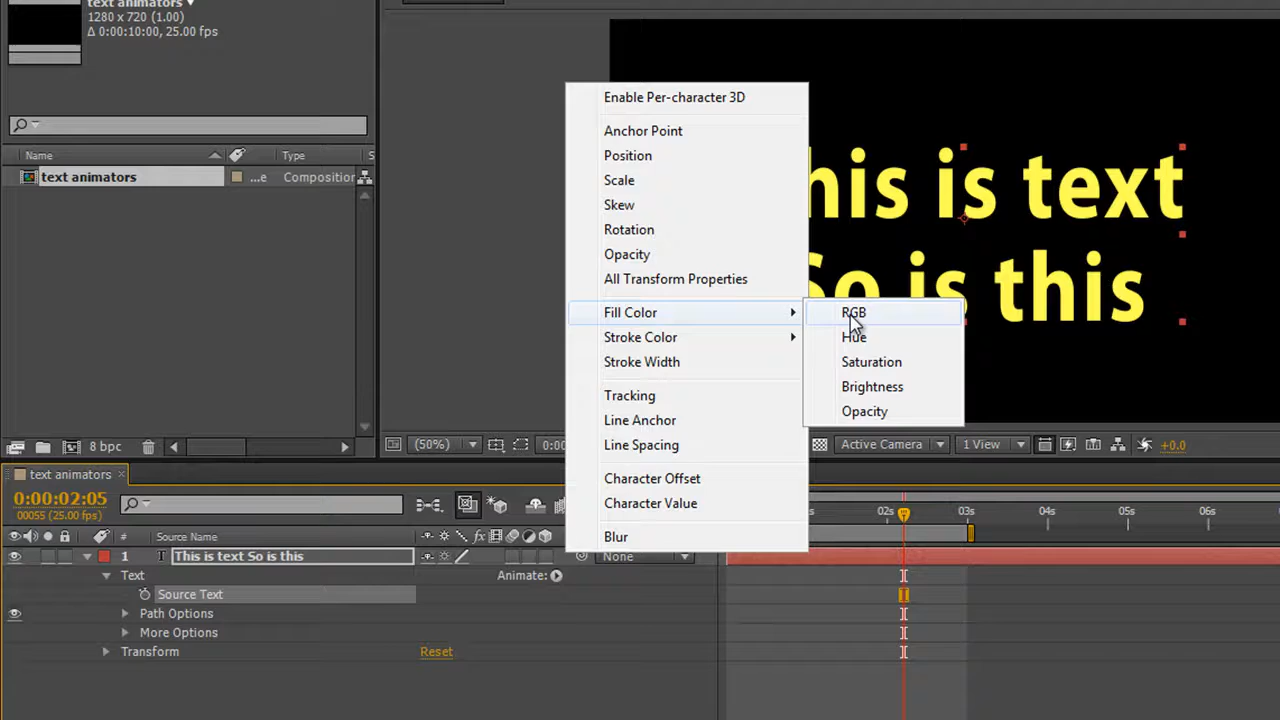 text animators
1280 x 720 (1.00)
Δ 0:00:10:00, 25.00 fps
Name
Type
S
text animators
...e
Composition
8 bpc
Enable Per-character 3D
Anchor Point
Position
Scale
Skew
Rotation
Opacity
All Transform Properties
Fill Color
Stroke Color
Stroke Width
Tracking
Line Anchor
Line Spacing
Character Offset
Character Value
Blur
RGB
Hue
Saturation
Brightness
Opacity
his is text
So is this
(50%)
0:0
Active Camera
1 View
+0.0
text animators ×
0:00:02:05
00055 (25.00 fps)
# Source Name
1 T This is text So is this
None
Text
Animate:
Source Text
Path Options
More Options
Transform
Reset
s 02s 03s 04s 05s 06s